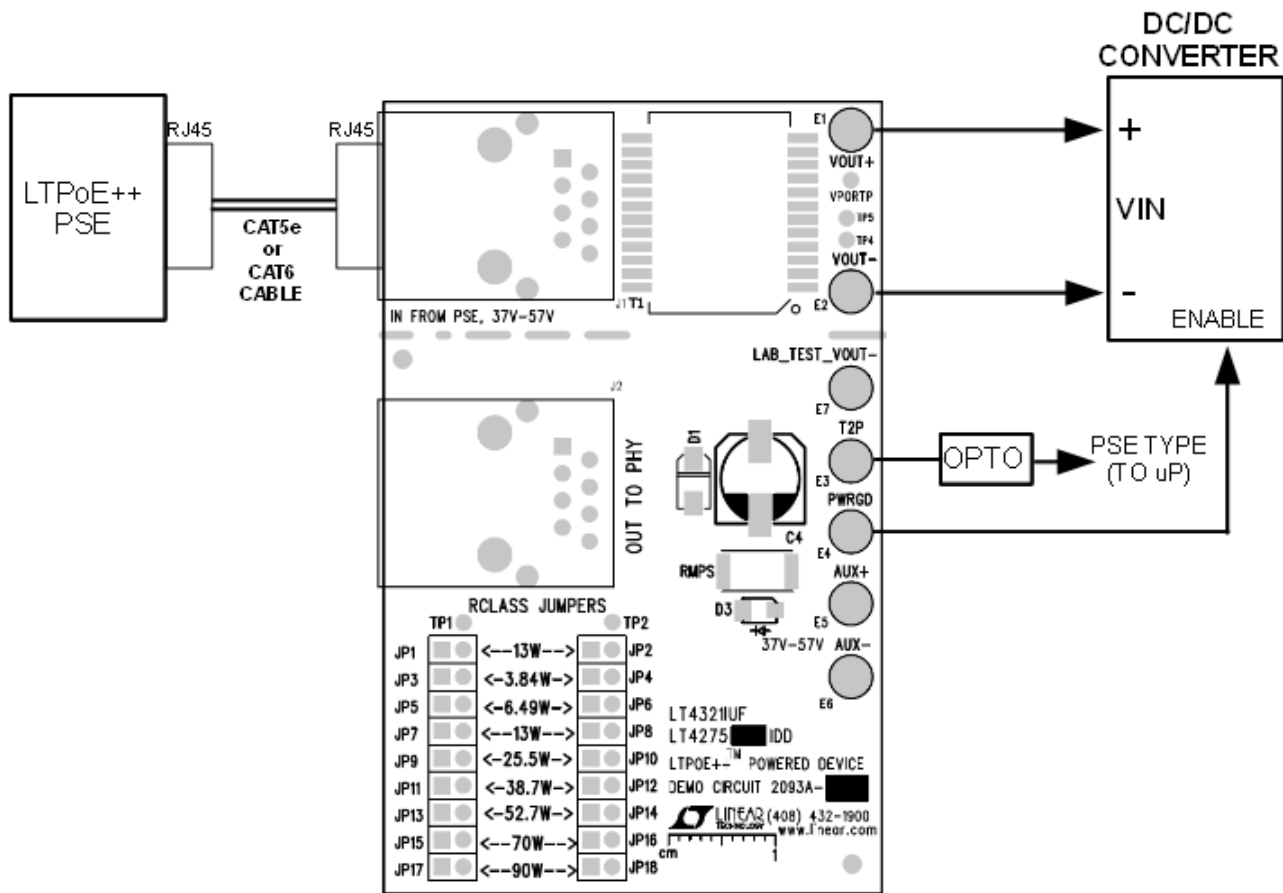 DC/DC
CONVERTER
LTPoE++
PSE
RJ45
RJ45
CAT5e
or
CAT6
CABLE
J1 T1
IN FROM PSE, 37V-57V
E1
VOUT+
VPORTP
TP5
TP4
VOUT-
E2
+
VIN
-
ENABLE
LAB_TEST_VOUT-
E7
J2
OUT TO PHY
D1
C4
T2P
E3
OPTO
PSE TYPE
(TO uP)
PWRGD
E4
RMPS
AUX+
E5
D3
37V-57V
AUX-
E6
RCLASS JUMPERS
TP1 TP2
JP1 <--13W--> JP2
JP3 <-3.84W--> JP4
JP5 <-6.49W--> JP6
JP7 <--13W--> JP8
JP9 <-25.5W--> JP10
JP11 <-38.7W--> JP12
JP13 <-52.7W--> JP14
JP15 <--70W--> JP16
JP17 <--90W--> JP18
LT4321IUF
LT4275 IDD
LTPOE+-™ POWERED DEVICE
DEMO CIRCUIT 2093A-
LINEAR (408) 432-1900
TECHNOLOGY www.linear.com
cm 1